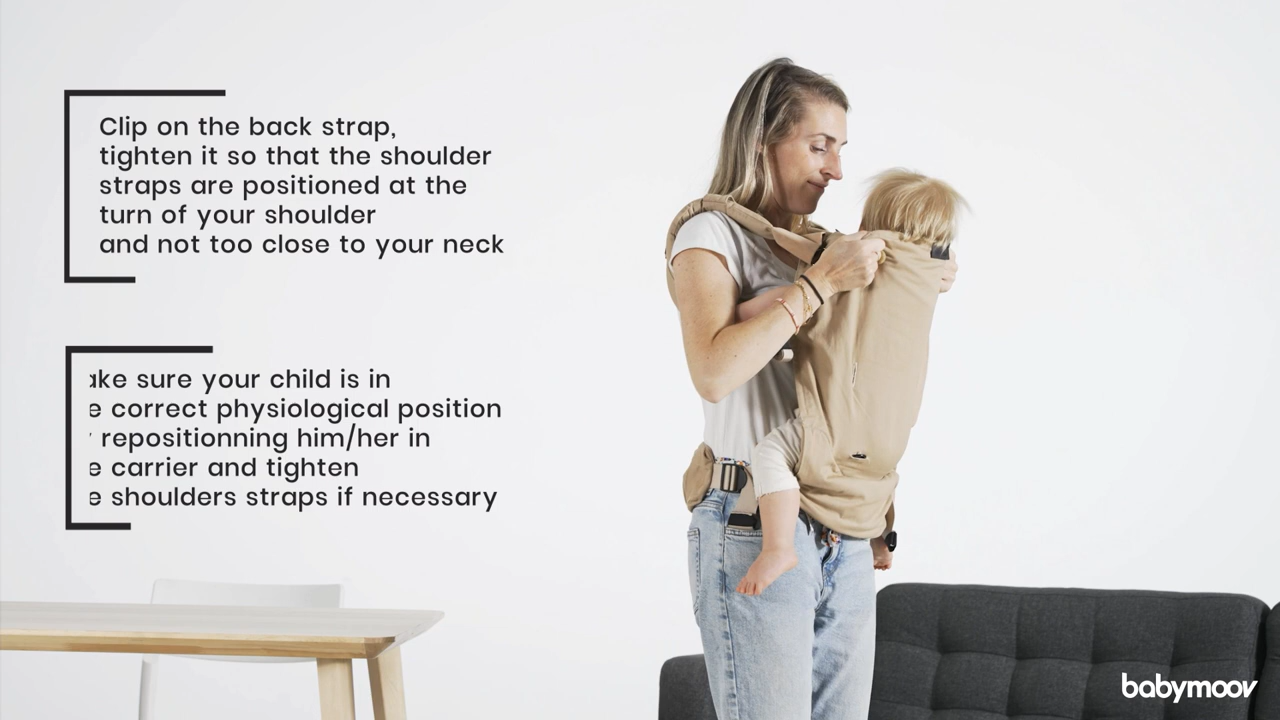 Clip on the back strap,
tighten it so that the shoulder
straps are positioned at the
turn of your shoulder
and not too close to your neck
ake sure your child is in
e correct physiological position
repositionning him/her in
e carrier and tighten
e shoulders straps if necessary
babymoov